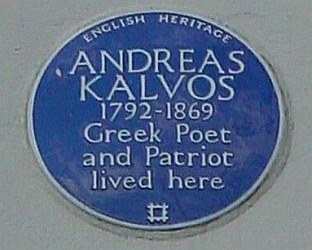 ENGLISH HERITAGE
ANDREAS
KALVOS
1792-1869
Greek Poet
and Patriot
lived here